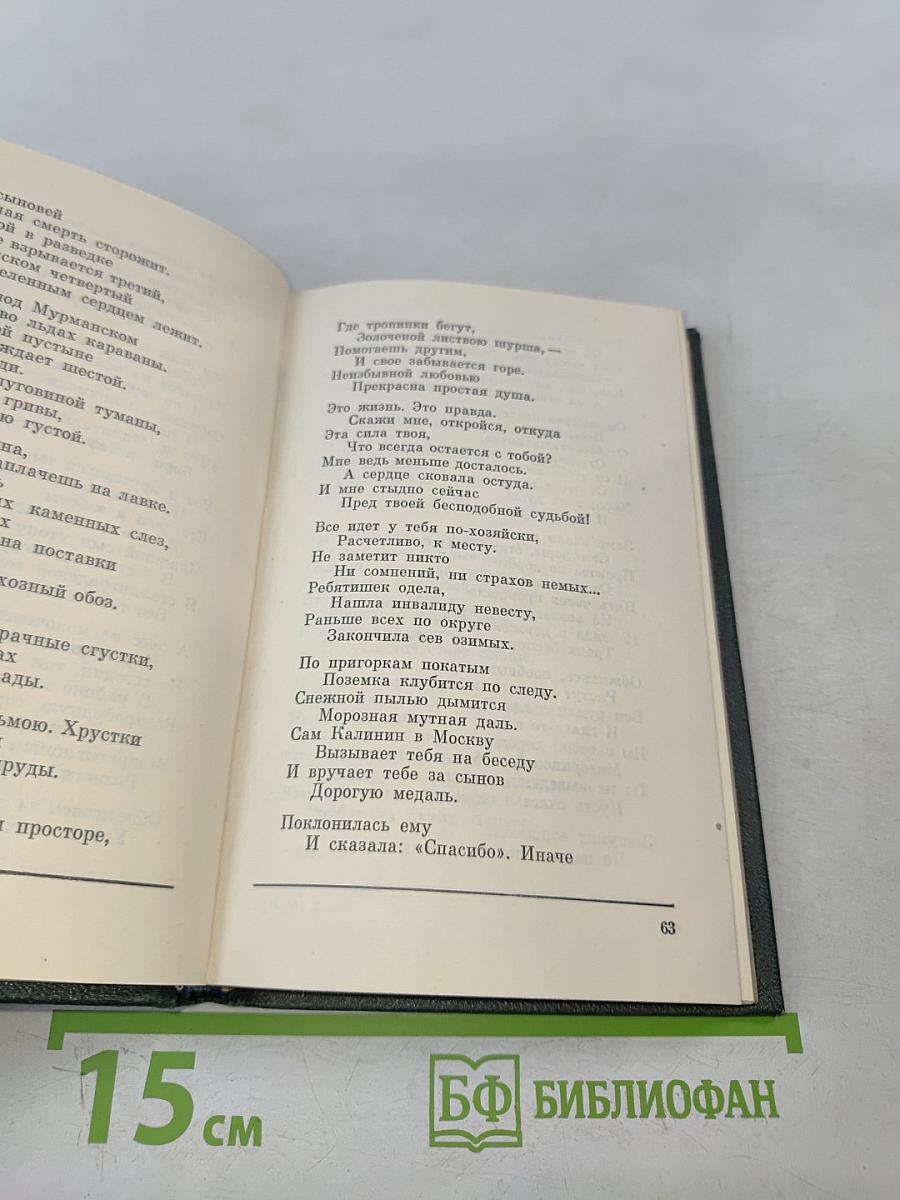 сыновей
смерть сторожит.
в разведке
взрывается третий,
четвертый
сердцем лежит.
под Мурманском
во льдах караваны.
пустыне
шестой.
луговиной туманы,
гривы,
густой.
на лавке.
каменных слез,
на поставки
обоз.
сгустки,
Хрустки
просторе,
Где тропинки бегут,
Золоченой листвою шурша, —
Помогаешь другим,
И свое забывается горе.
Неизбывной любовью
Прекрасна простая душа.
Это жизнь. Это правда.
Скажи мне, откройся, откуда
Эта сила твоя,
Что всегда остается с тобой?
Мне ведь меньше досталось.
А сердце сковала остуда.
И мне стыдно сейчас
Пред твоей бесподобной судьбой!
Все идет у тебя по-хозяйски,
Расчетливо, к месту.
Не заметит никто
Ни сомнений, ни страхов немых...
Ребятишек одела,
Нашла инвалиду невесту,
Раньше всех по округе
Закончила сев озимых.
По пригоркам покатым
Поземка клубится по следу.
Снежной пылью дымится
Морозная мутная даль.
Сам Калинин в Москву
Вызывает тебя на беседу
И вручает тебе за сынов
Дорогую медаль.
Поклонилась ему
И сказала: «Спасибо». Иначе
63
15 см
БФ БИБЛИОФАН